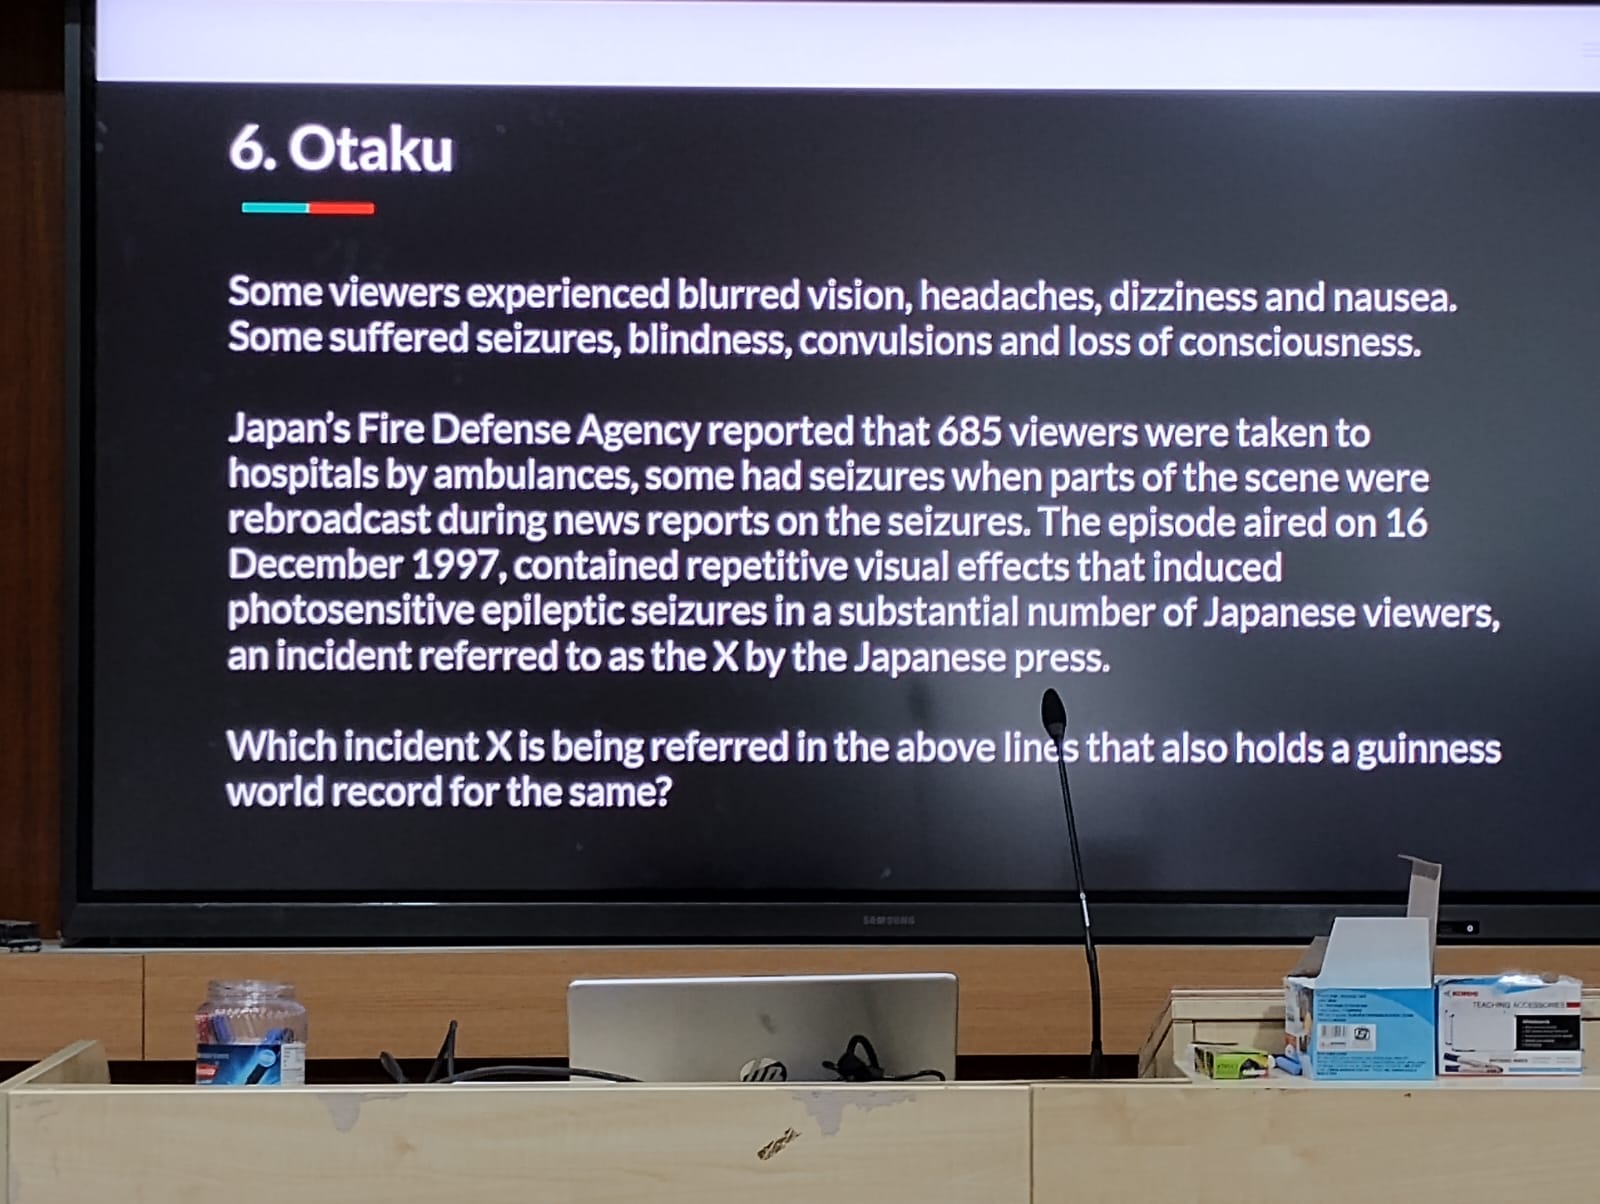 6. Otaku
Some viewers experienced blurred vision, headaches, dizziness and nausea.
Some suffered seizures, blindness, convulsions and loss of consciousness.
Japan's Fire Defense Agency reported that 685 viewers were taken to
hospitals by ambulances, some had seizures when parts of the scene were
rebroadcast during news reports on the seizures. The episode aired on 16
December 1997, contained repetitive visual effects that induced
photosensitive epileptic seizures in a substantial number of Japanese viewers,
an incident referred to as the X by the Japanese press.
Which incident X is being referred in the above lines that also holds a guinness
world record for the same?
SAMSUNG
hp
TEACHING ACCESSORIES